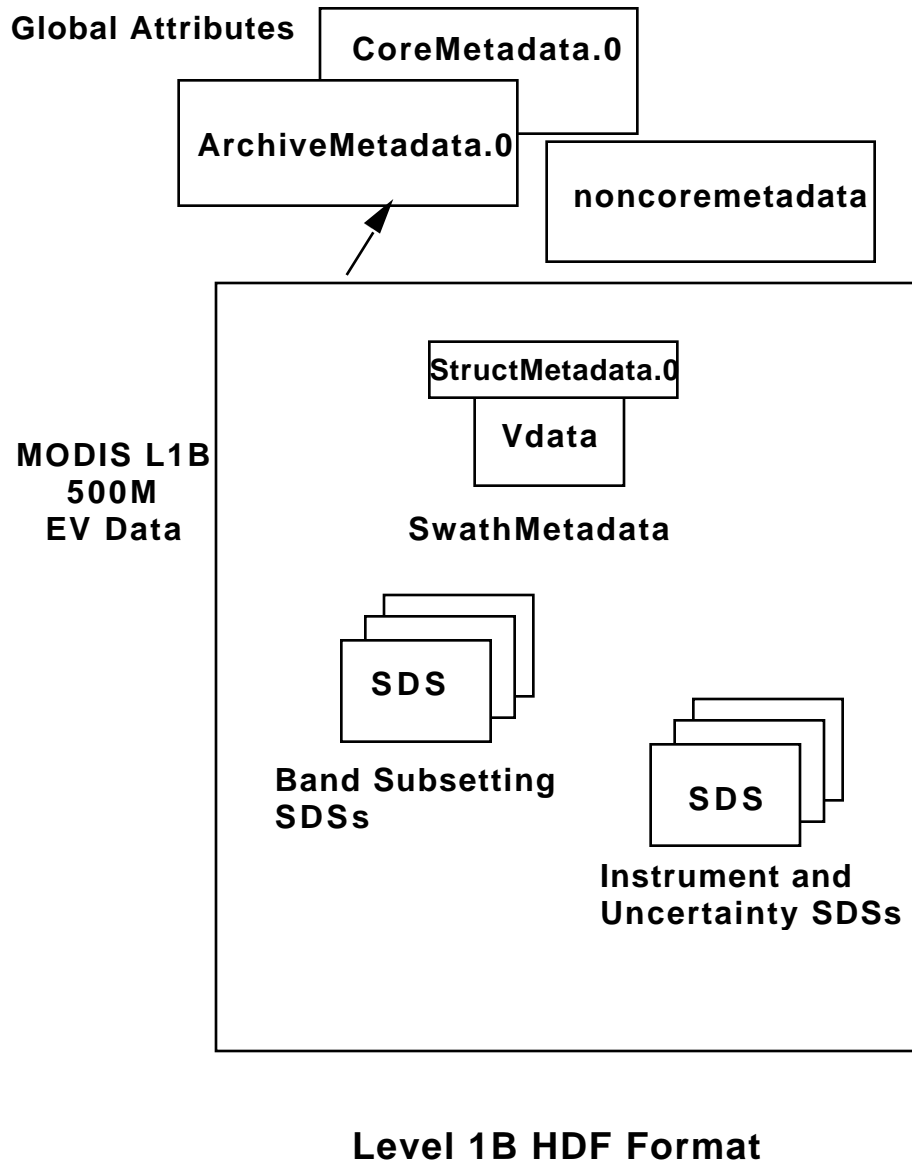 Global Attributes
CoreMetadata.0
ArchiveMetadata.0
noncoremetadata
StructMetadata.0
Vdata
MODIS L1B
500M
EV Data
SwathMetadata
SDS
Band Subsetting
SDSs
SDS
Instrument and
Uncertainty SDSs
Level 1B HDF Format